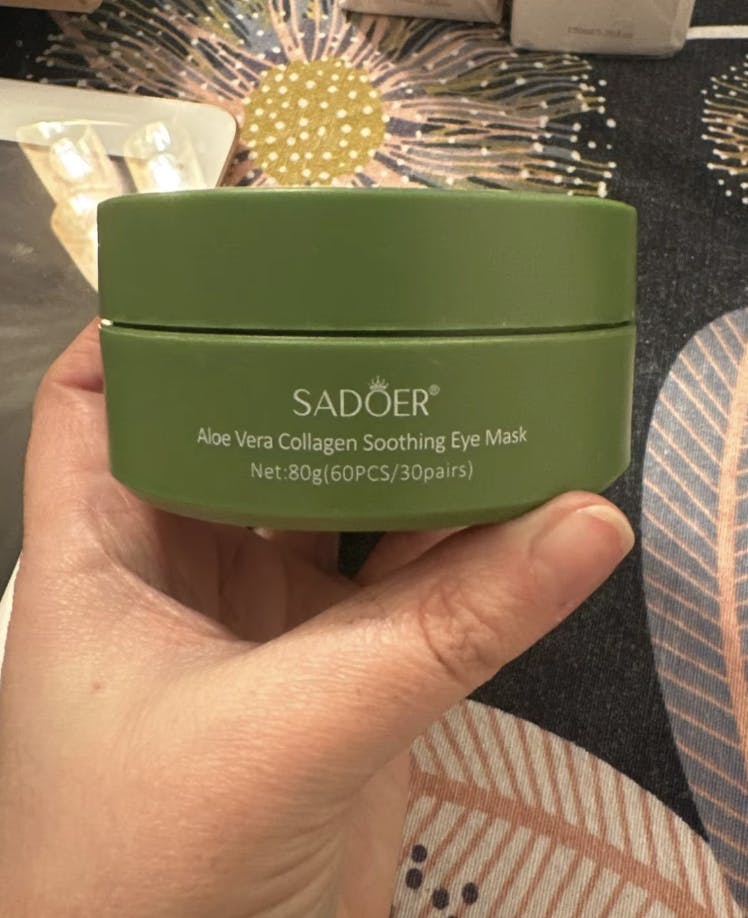 SADOER®
Aloe Vera Collagen Soothing Eye Mask
Net:80g(60PCS/30pairs)